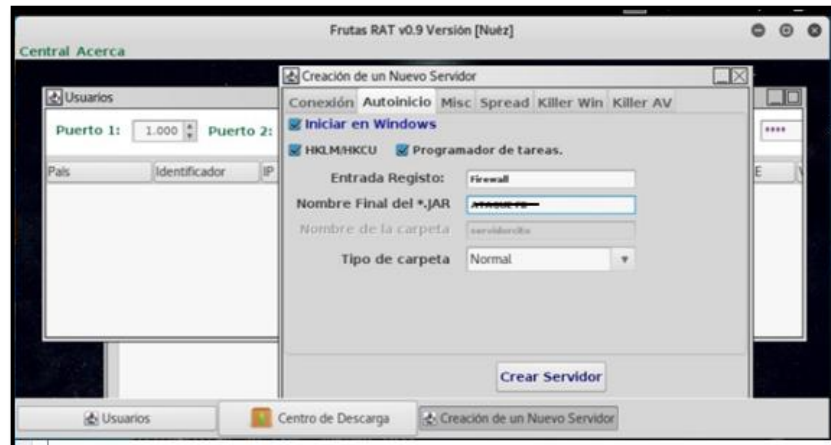 Frutas RAT v0.9 Versión [Nuéz]
Central Acerca
Creación de un Nuevo Servidor
Usuarios
Conexión Autoinicio Misc Spread Killer Win Killer AV
Puerto 1: 1.000 Puerto 2:
Iniciar en Windows
****
HKLM/HKCU Programador de tareas.
País Identificador IP
E
Entrada Registo: Firewall
Nombre Final del *.JAR
Nombre de la carpeta servidorcito
Tipo de carpeta Normal
Crear Servidor
Usuarios Centro de Descarga Creación de un Nuevo Servidor